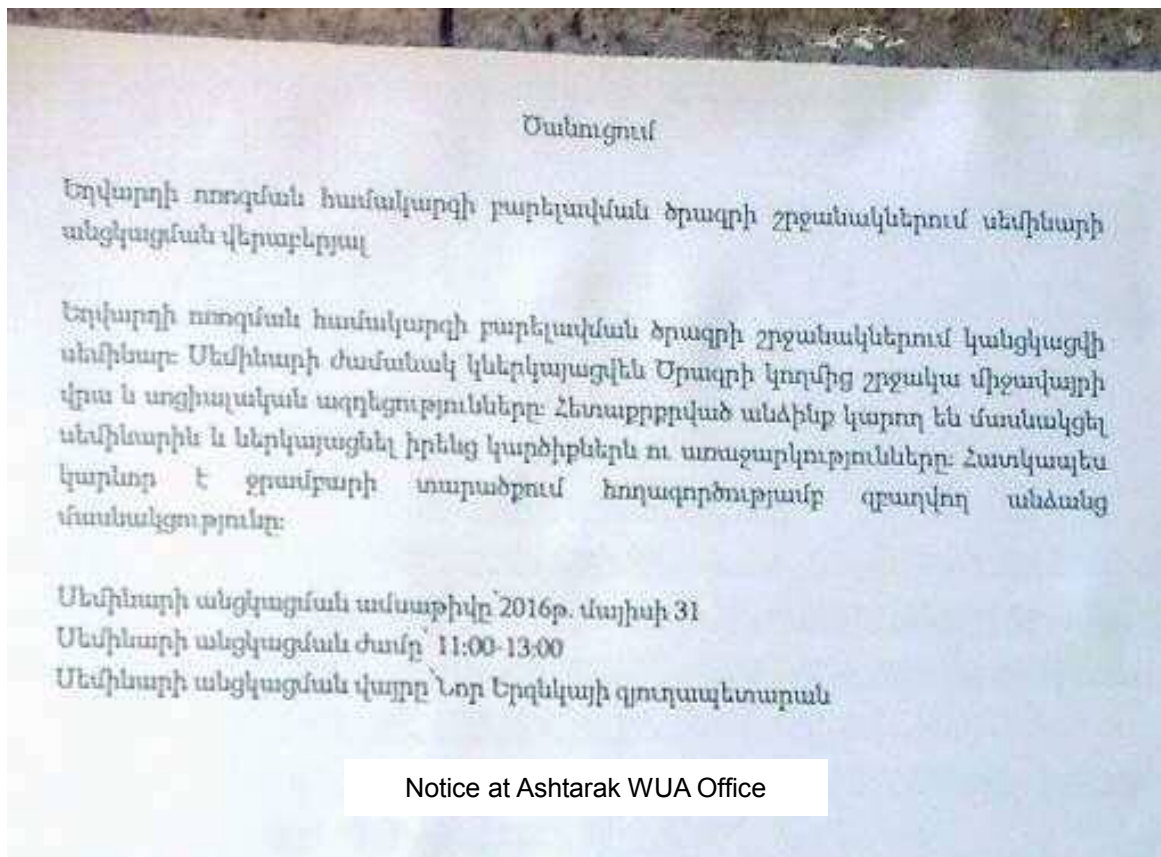 Ծանուցում
Եղվարդի ոռոգման համակարգի բարելավման ծրագրի շրջանակներում սեմինարի
անցկացման վերաբերյալ
Եղվարդի ոռոգման համակարգի բարելավման ծրագրի շրջանակներում կանցկացվի
սեմինար: Սեմինարի ժամանակ կներկայացվեն Ծրագրի կողմից շրջակա միջավայրի
վրա և սոցիալական ազդեցությունները: Հետաքրքրված անձինք կարող են մասնակցել
սեմինարին և ներկայացնել իրենց կարծիքներն ու առաջարկությունները: Հատկապես
կարևոր է ջրամբարի տարածքում հողագործությամբ զբաղվող անձանց
մասնակցությունը:
Սեմինարի անցկացման ամսաթիվը՝ 2016թ. մայիսի 31
Սեմինարի անցկացման ժամը՝ 11:00-13:00
Սեմինարի անցկացման վայրը՝ Նոր Երզնկայի գյուղապետարան
Notice at Ashtarak WUA Office